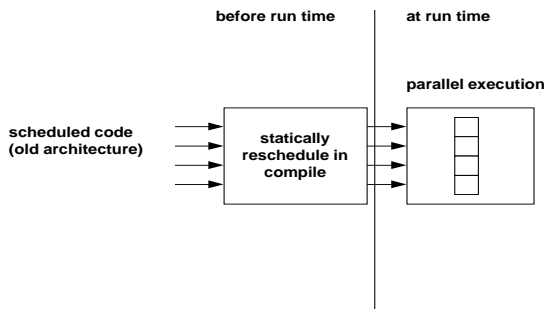 before run time
at run time
parallel execution
scheduled code
(old architecture)
statically
reschedule in
compile